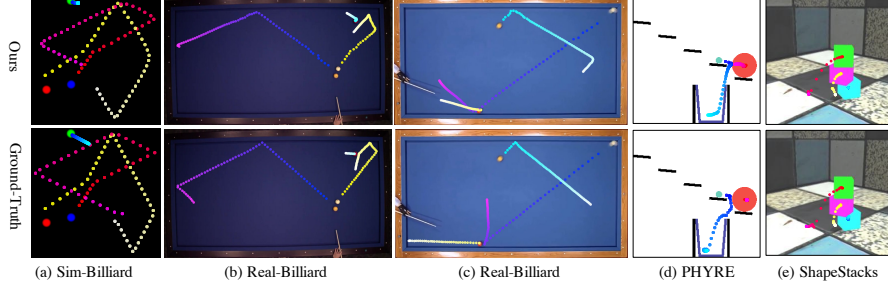 Ours
Ground-Truth
(a) Sim-Billiard
(b) Real-Billiard
(c) Real-Billiard
(d) PHYRE
(e) ShapeStacks